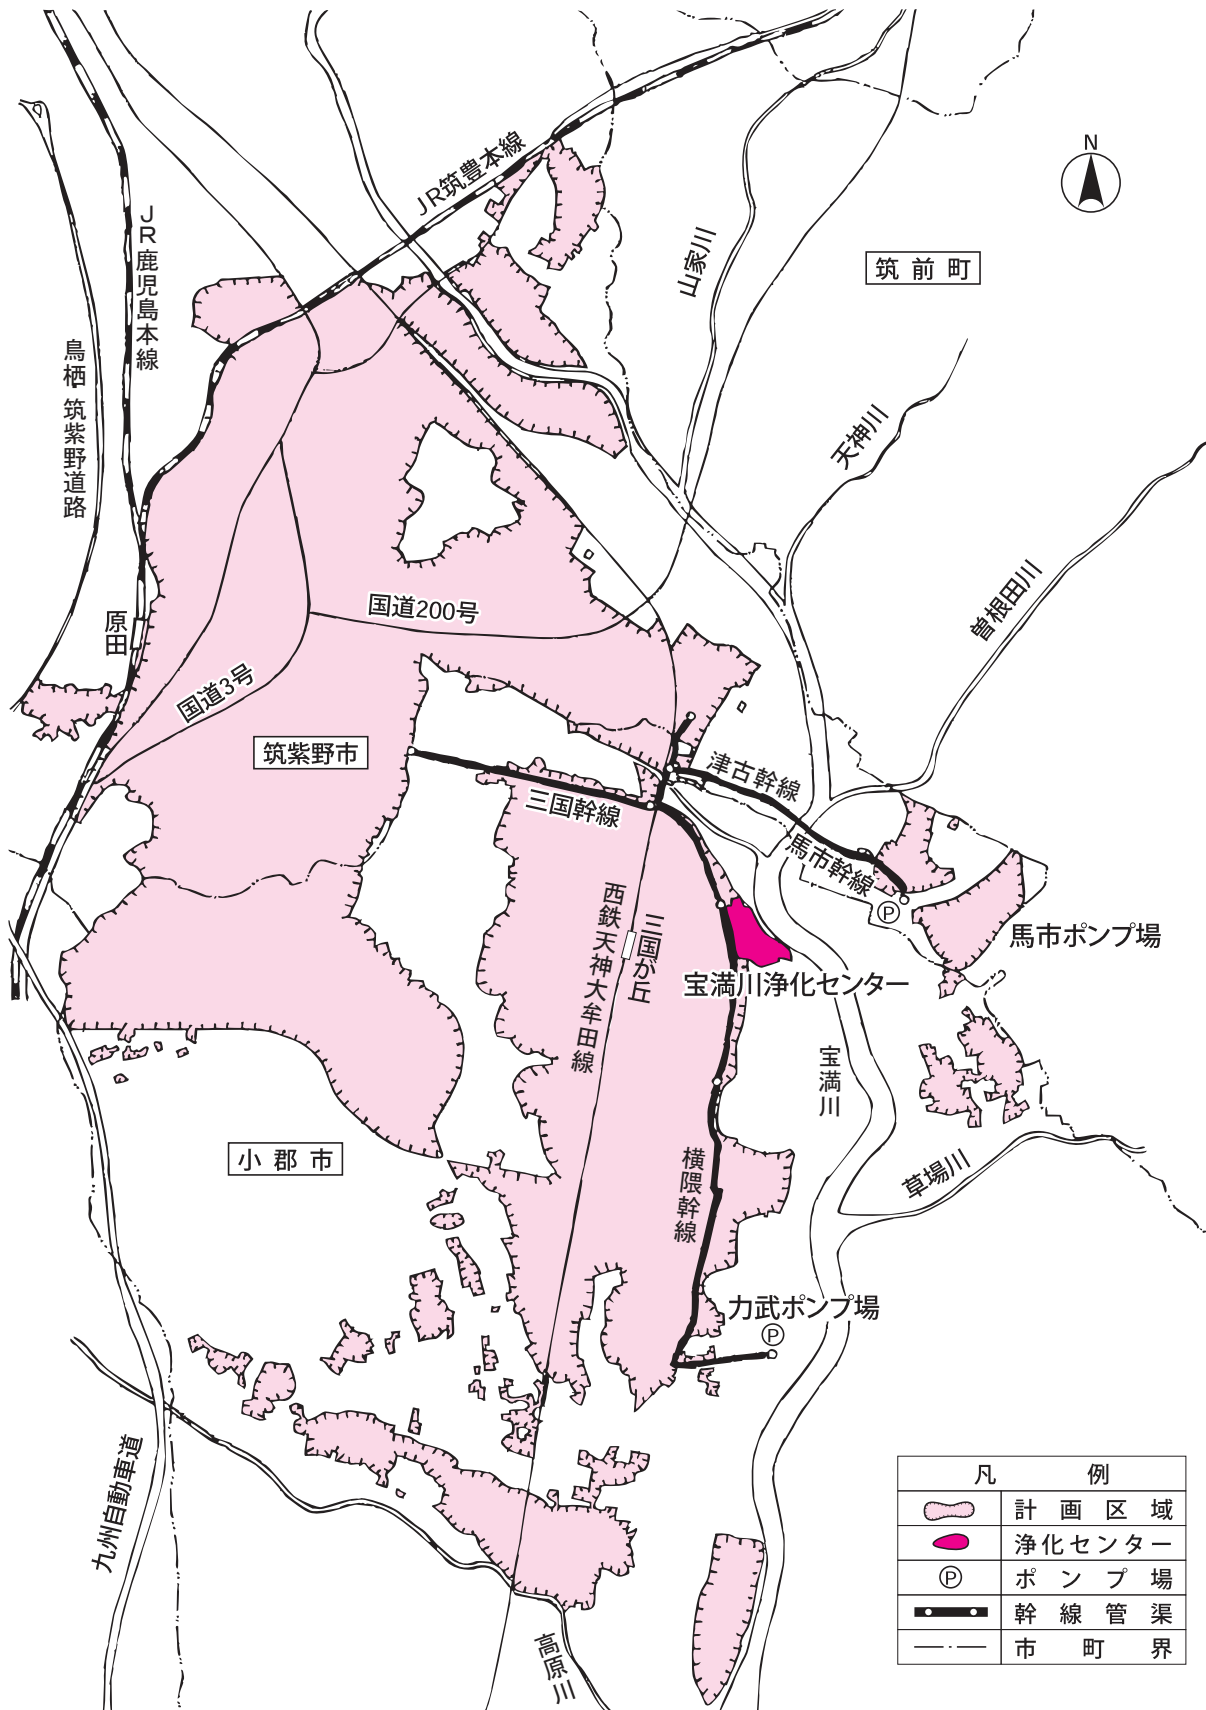 N
JR筑豊本線
JR鹿児島本線
山家川
筑前町
鳥栖・筑紫野道路
天神川
曽根田川
原田
国道200号
国道3号
筑紫野市
津古幹線
三国幹線
馬市幹線
P
馬市ポンプ場
西鉄天神大牟田線
三国が丘
宝満川浄化センター
宝満川
小郡市
横隈幹線
草場川
力武ポンプ場
P
九州自動車道
高原川
凡例
計画区域
浄化センター
P ポンプ場
幹線管渠
市町界